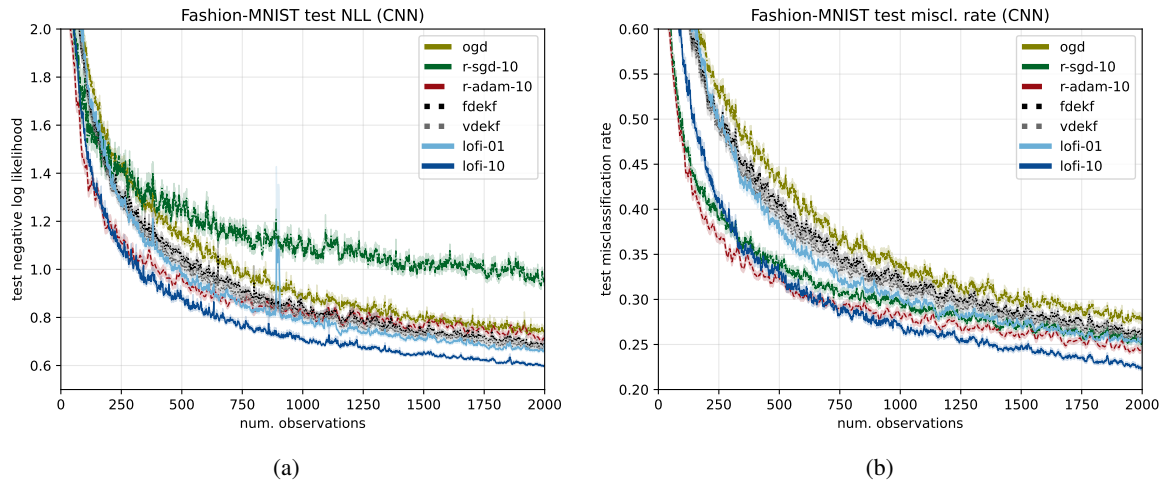 Fashion-MNIST test NLL (CNN)
2.0
1.8
1.6
1.4
1.2
1.0
0.8
0.6
test negative log likelihood
ogd
r-sgd-10
r-adam-10
fdekf
vdekf
lofi-01
lofi-10
0 250 500 750 1000 1250 1500 1750 2000
num. observations
(a)
Fashion-MNIST test miscl. rate (CNN)
0.60
0.55
0.50
0.45
0.40
0.35
0.30
0.25
0.20
test misclassification rate
ogd
r-sgd-10
r-adam-10
fdekf
vdekf
lofi-01
lofi-10
0 250 500 750 1000 1250 1500 1750 2000
num. observations
(b)